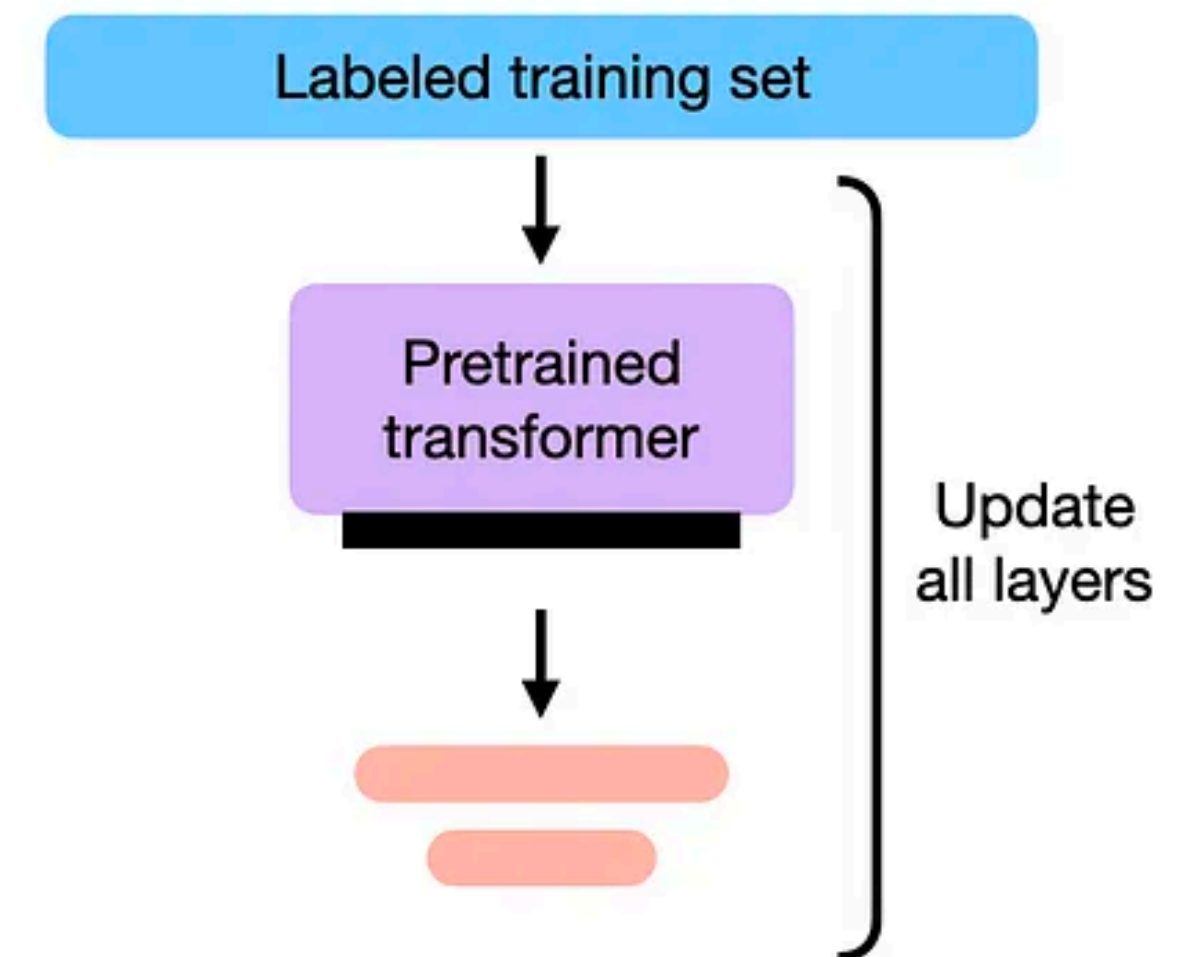 Labeled training set
Pretrained
transformer
Update
all layers